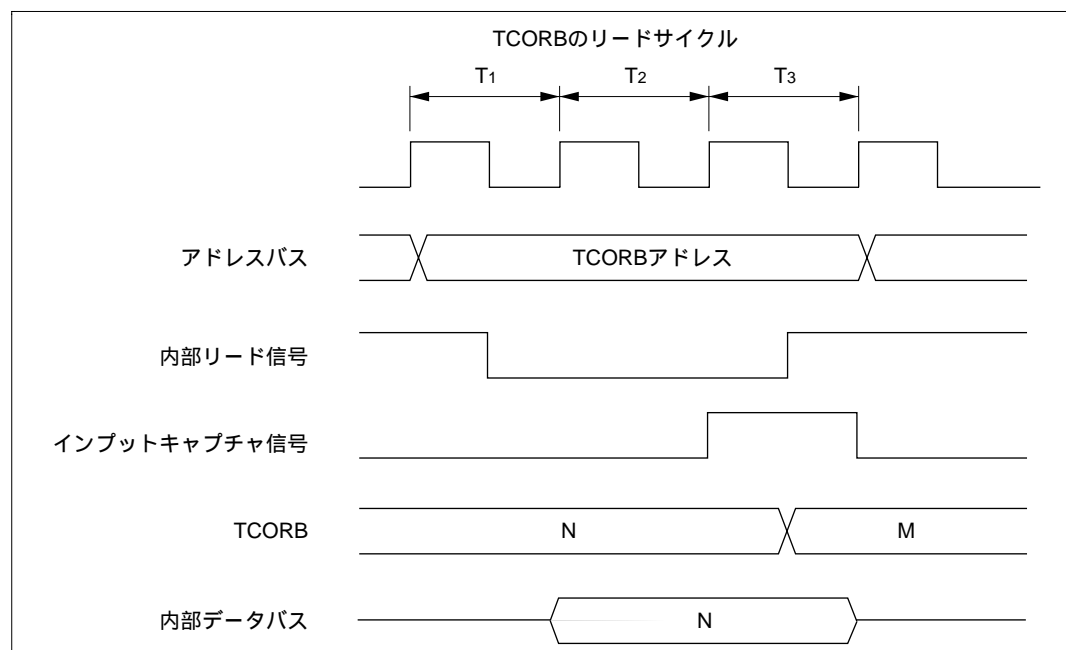 TCORBのリードサイクル
T1 T2 T3
アドレスバス TCORBアドレス
内部リード信号
インプットキャプチャ信号
TCORB N M
内部データバス N